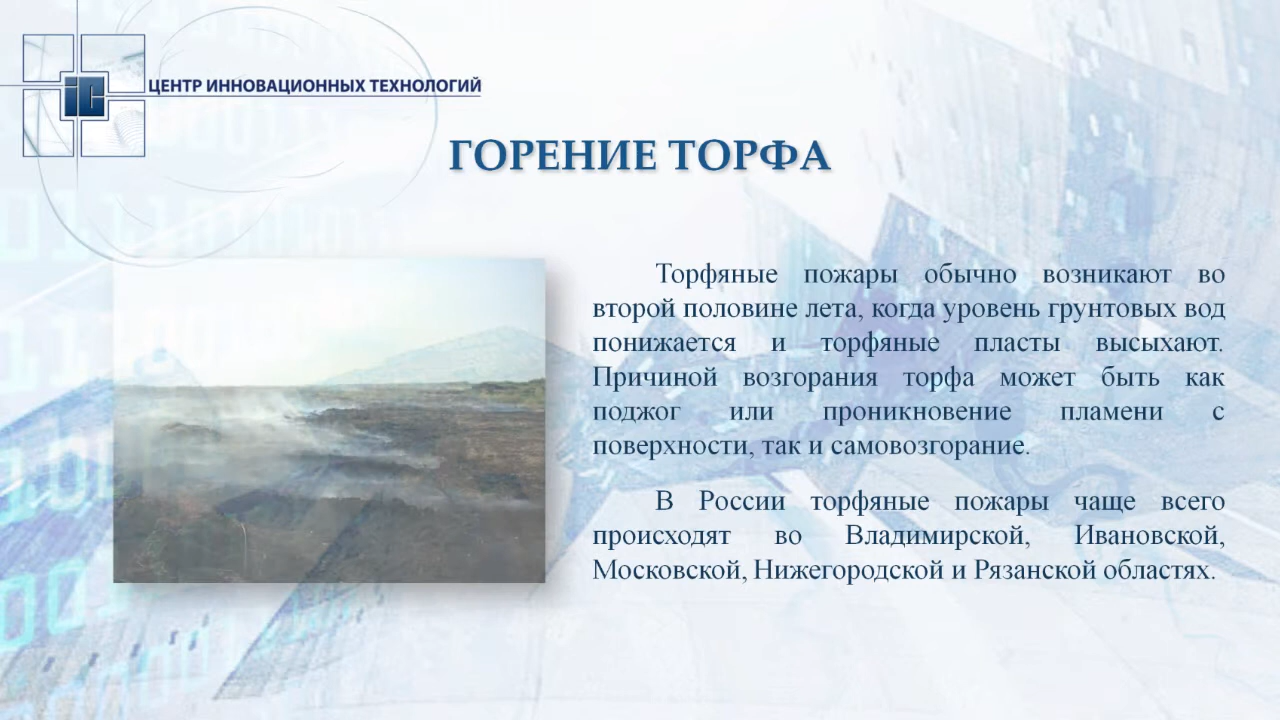 ЦЕНТР ИННОВАЦИОННЫХ ТЕХНОЛОГИЙ
ГОРЕНИЕ ТОРФА
Торфяные пожары обычно возникают во
второй половине лета, когда уровень грунтовых вод
понижается и торфяные пласты высыхают.
Причиной возгорания торфа может быть как
поджог или проникновение пламени с
поверхности, так и самовозгорание.
В России торфяные пожары чаще всего
происходят во Владимирской, Ивановской,
Московской, Нижегородской и Рязанской областях.